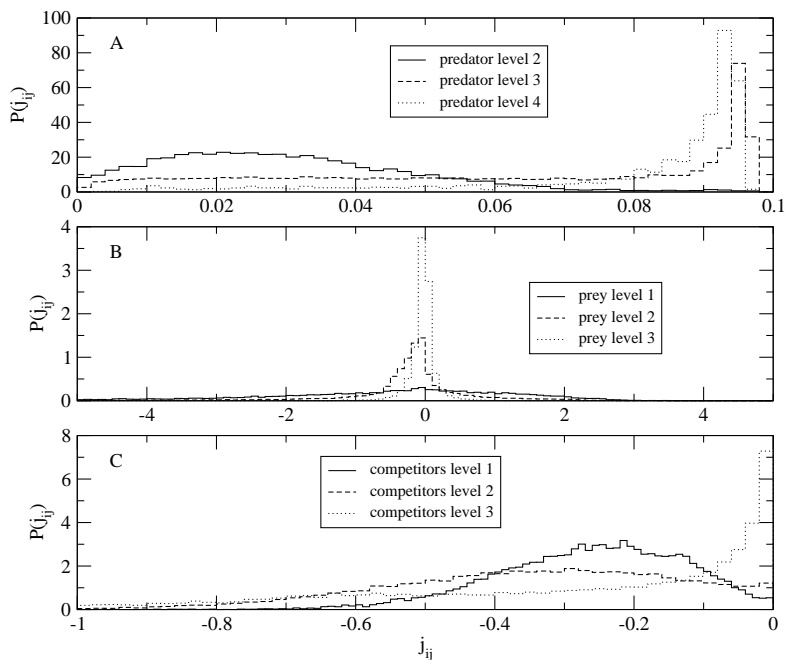 100
A
80
predator level 2
predator level 3
predator level 4
60
P(j_ij)
40
20
0
0 0.02 0.04 0.06 0.08 0.1
4
B
3
prey level 1
prey level 2
prey level 3
P(j_ij)
2
1
0
-4 -2 0 2 4
8
C
6
competitors level 1
competitors level 2
competitors level 3
P(j_ij)
4
2
0
-1 -0.8 -0.6 -0.4 -0.2 0
j_ij